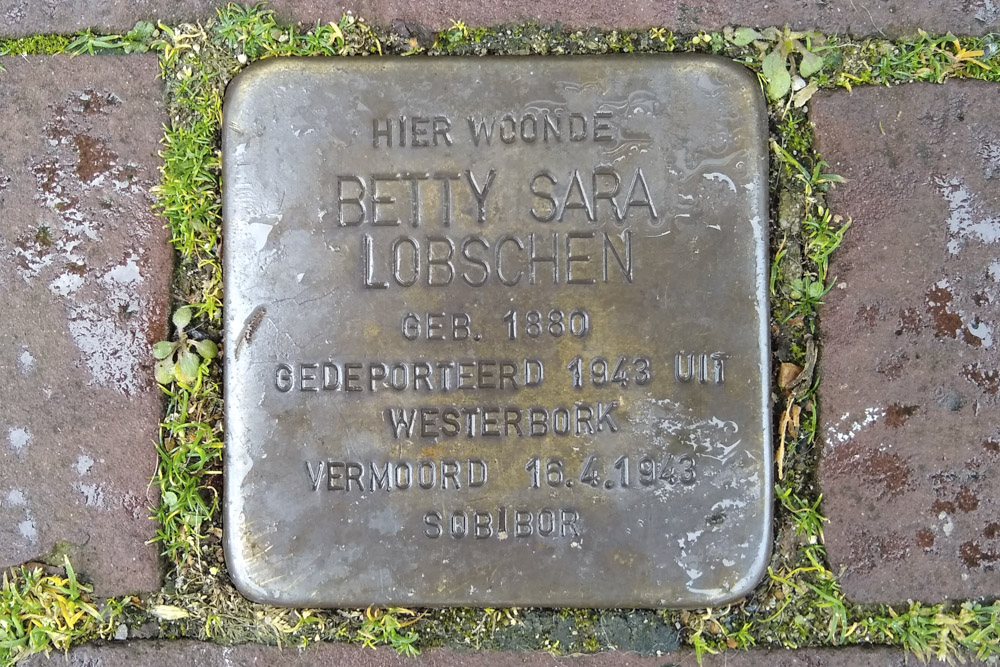 HIER WOONDE
BETTY SARA
LOBSCHEN
GEB. 1880
GEDEPORTEERD 1943 UIT
WESTERBORK
VERMOORD 16.4.1943
SOBIBOR